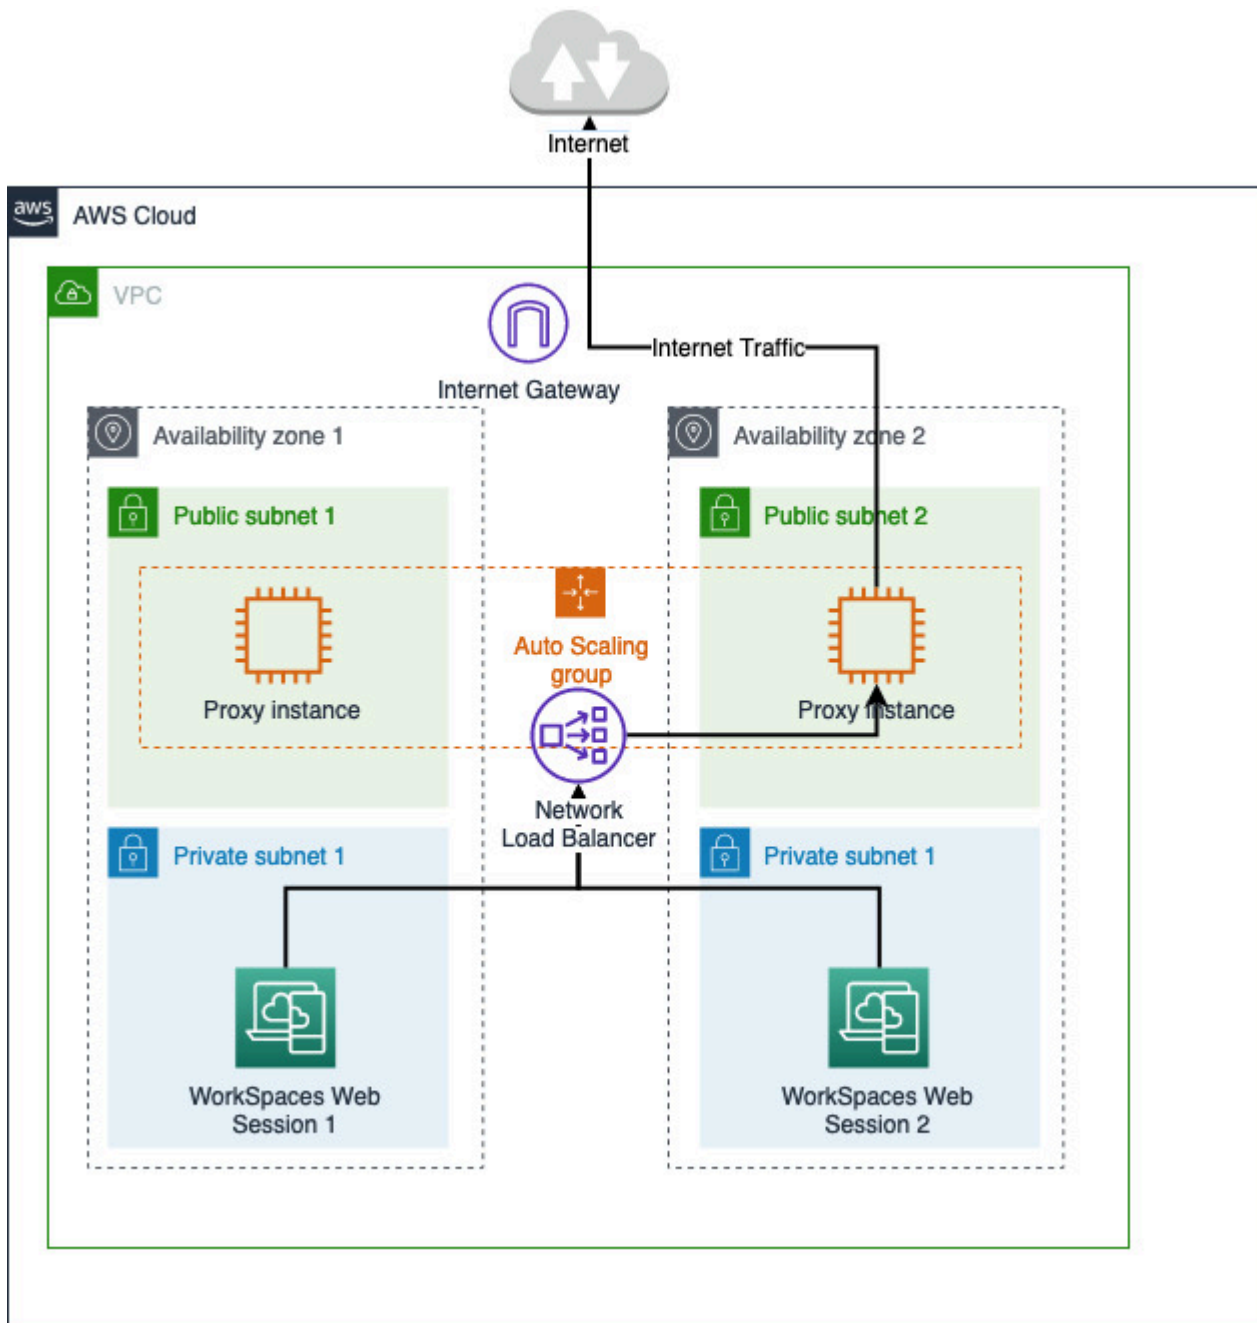 Internet
aws
AWS Cloud
VPC
Internet Traffic
Internet Gateway
Availability zone 1
Availability zone 2
Public subnet 1
Public subnet 2
Auto Scaling
group
Proxy instance
Proxy instance
Network
Load Balancer
Private subnet 1
Private subnet 1
WorkSpaces Web
Session 1
WorkSpaces Web
Session 2